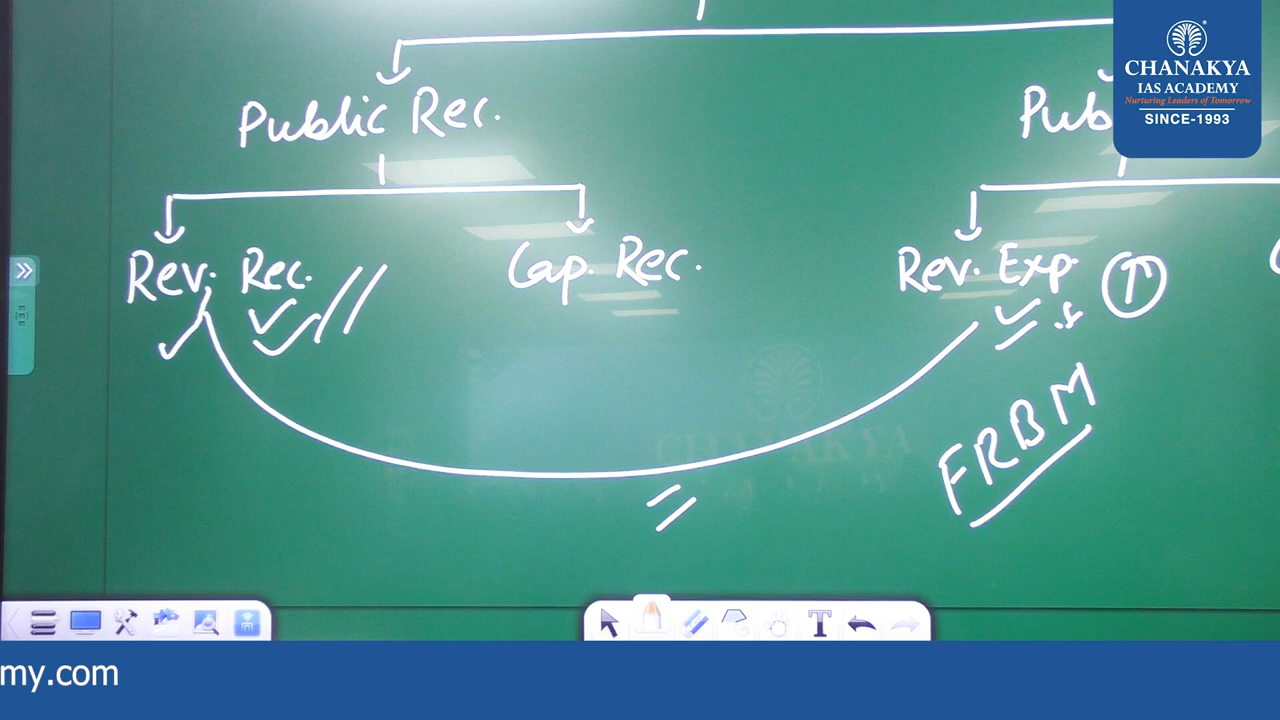 CHANAKYA
IAS ACADEMY
Nurturing Leaders of Tomorrow
SINCE-1993
Public Rec.
Pub
Rev. Rec.
Cap. Rec.
Rev. Exp.
FRBM
CHANAKYA
T
my.com